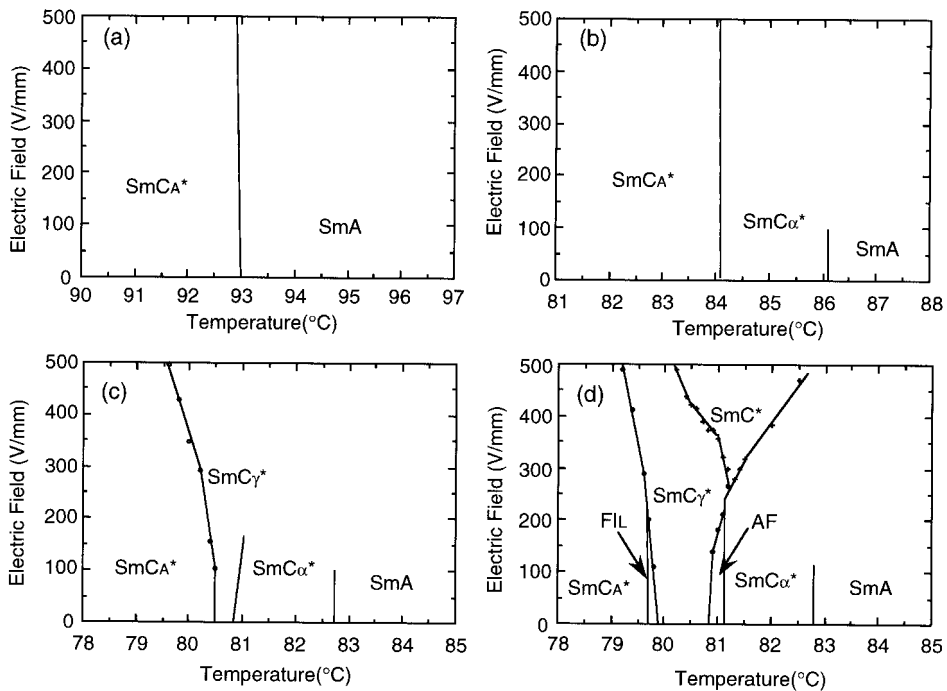 (a)
Electric Field (V/mm)
500
400
300
200
100
0
SmCA*
SmA
90 91 92 93 94 95 96 97
Temperature(°C)
(b)
Electric Field (V/mm)
500
400
300
200
100
0
SmCA*
SmCα*
SmA
81 82 83 84 85 86 87 88
Temperature(°C)
(c)
Electric Field (V/mm)
500
400
300
200
100
0
SmCγ*
SmCA*
SmCα*
SmA
78 79 80 81 82 83 84 85
Temperature(°C)
(d)
Electric Field (V/mm)
500
400
300
200
100
0
SmC*
SmCγ*
FIL
AF
SmCA*
SmCα*
SmA
78 79 80 81 82 83 84 85
Temperature(°C)